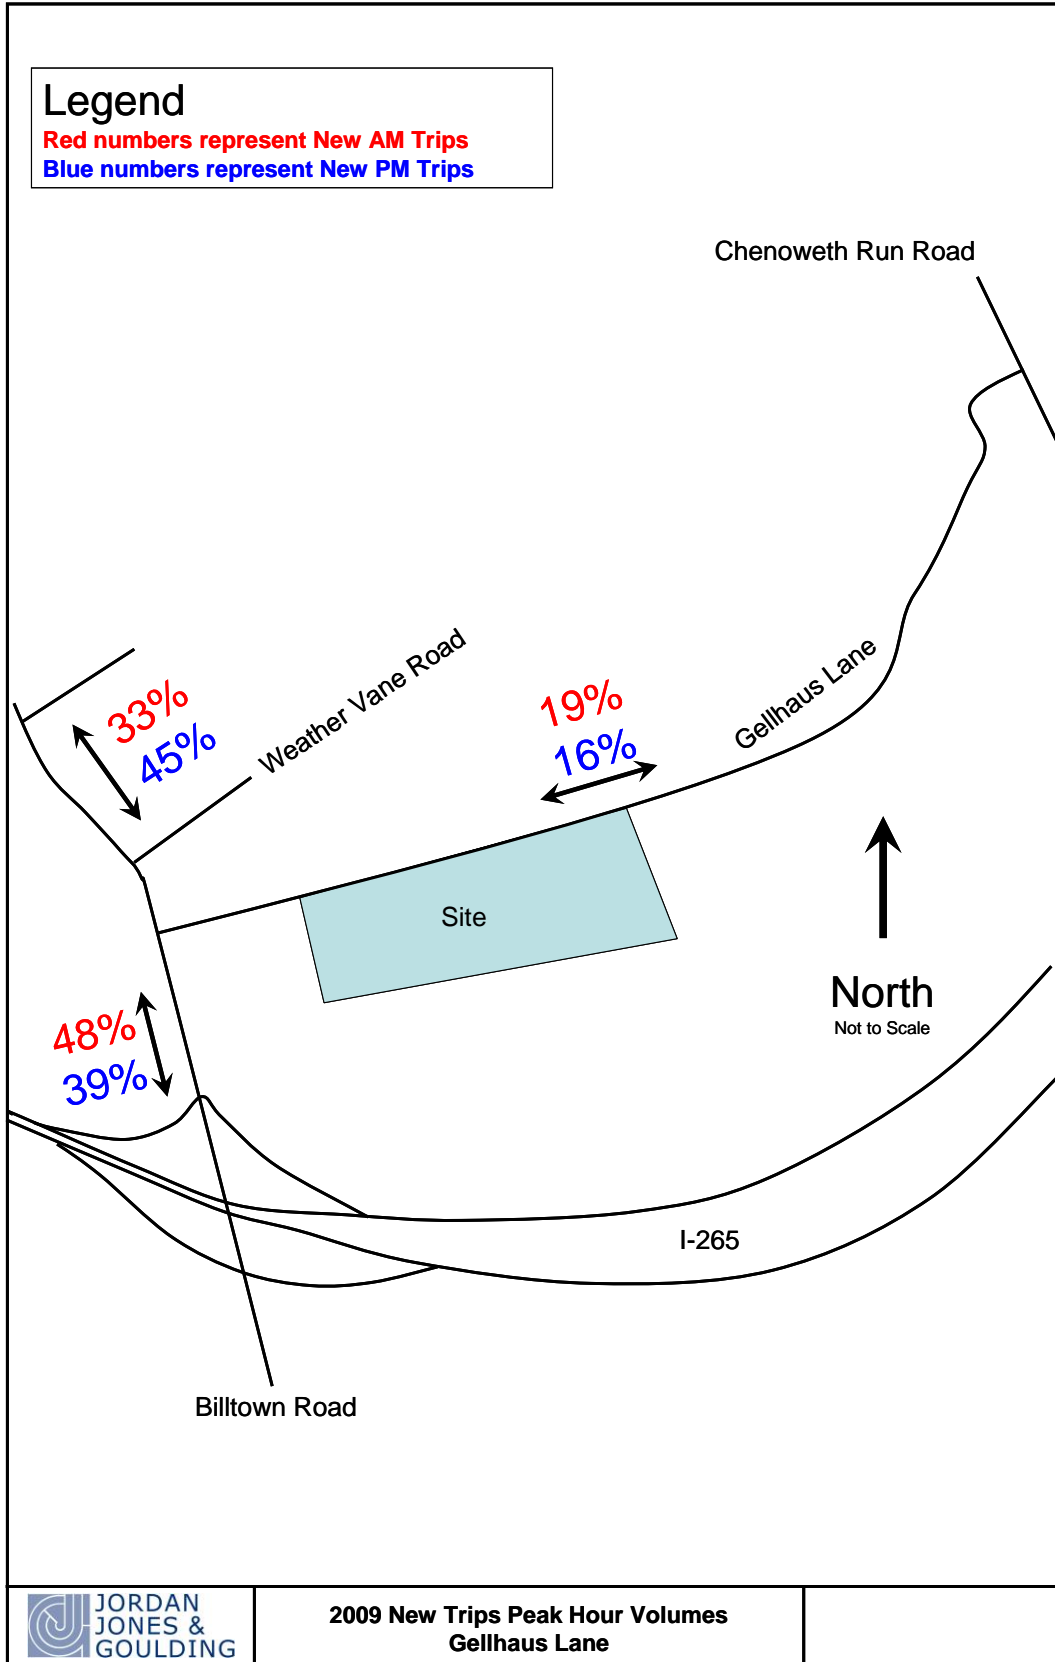 Legend
Red numbers represent New AM Trips
Blue numbers represent New PM Trips
Chenoweth Run Road
33%
45%
Weather Vane Road
19%
16%
Gellhaus Lane
Site
North
Not to Scale
48%
39%
I-265
Billtown Road
JORDAN
JONES &
GOULDING
2009 New Trips Peak Hour Volumes
Gellhaus Lane